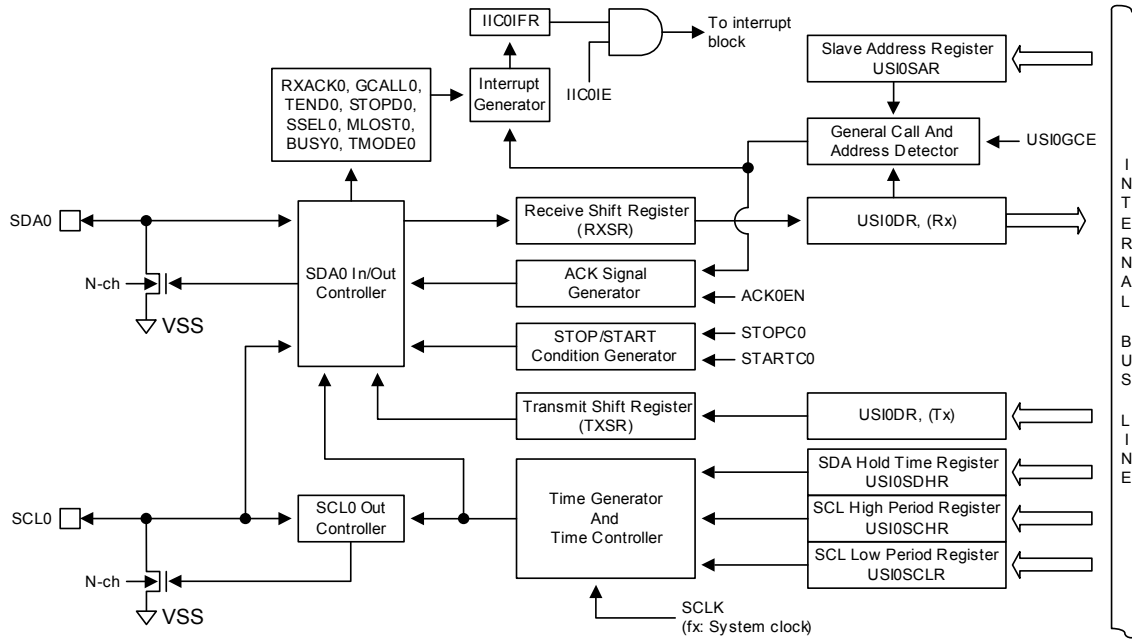 IIC0IFR
To interrupt
block
IIC0IE
Slave Address Register
USI0SAR
RXACK0, GCALL0,
TEND0, STOPD0,
SSEL0, MLOST0,
BUSY0, TMODE0
Interrupt
Generator
General Call And
Address Detector
USI0GCE
SDA0
SDA0 In/Out
Controller
Receive Shift Register
(RXSR)
USI0DR, (Rx)
N-ch
VSS
ACK Signal
Generator
ACK0EN
STOP/START
Condition Generator
STOPC0
STARTC0
Transmit Shift Register
(TXSR)
USI0DR, (Tx)
SCL0
SCL0 Out
Controller
N-ch
VSS
Time Generator
And
Time Controller
SDA Hold Time Register
USI0SDHR
SCL High Period Register
USI0SCHR
SCL Low Period Register
USI0SCLR
SCLK
(fx: System clock)
INTERNAL BUS LINE